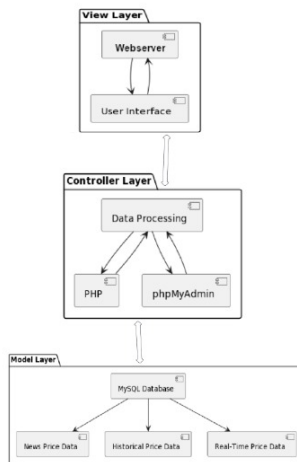 View Layer
Webserver
User Interface
Controller Layer
Data Processing
PHP
phpMyAdmin
Model Layer
MySQL Database
News Price Data
Historical Price Data
Real-Time Price Data